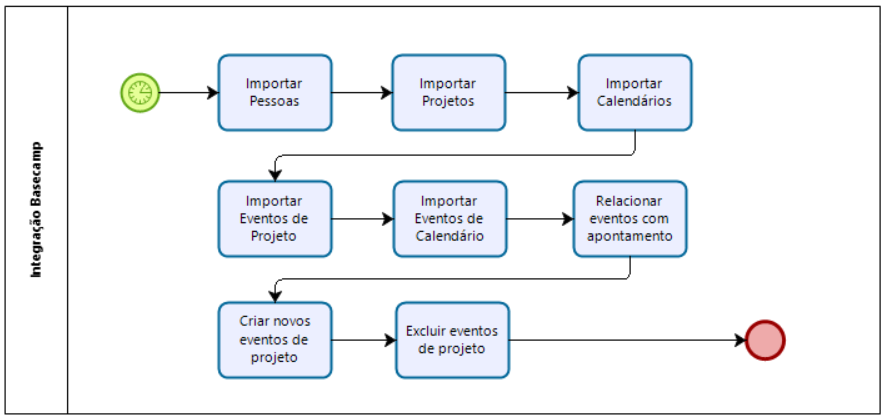 Integração Basecamp
Importar
Pessoas
Importar
Projetos
Importar
Calendários
Importar
Eventos de
Projeto
Importar
Eventos de
Calendário
Relacionar
eventos com
apontamento
Criar novos
eventos de
projeto
Excluir eventos
de projeto